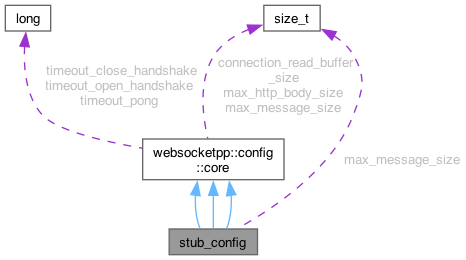 long
size_t
timeout_close_handshake
timeout_open_handshake
timeout_pong
connection_read_buffer
_size
max_http_body_size
max_message_size
websocketpp::config
::core
max_message_size
stub_config